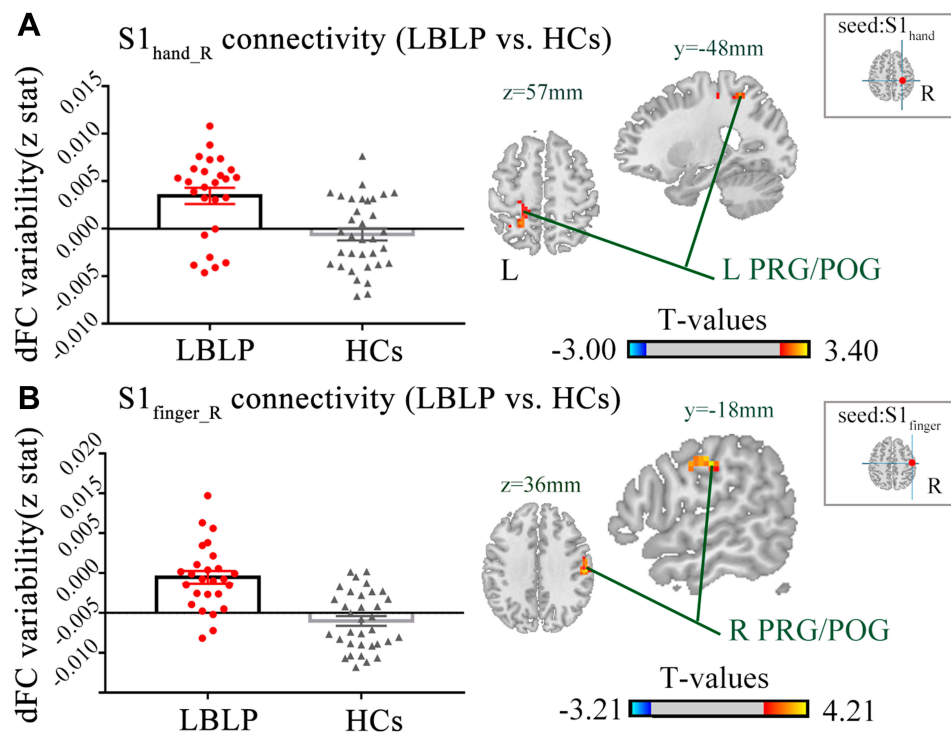 A
S1hand_R connectivity (LBLP vs. HCs)
dFC variability(z stat)
0.015
0.010
0.005
0.000
-0.005
-0.010
LBLP
HCs
z=57mm
y=-48mm
L
L PRG/POG
seed:S1hand
R
T-values
-3.00
3.40
B
S1finger_R connectivity (LBLP vs. HCs)
dFC variability(z stat)
0.020
0.015
0.005
0.000
-0.005
-0.010
LBLP
HCs
z=36mm
y=-18mm
R PRG/POG
seed:S1finger
R
T-values
-3.21
4.21